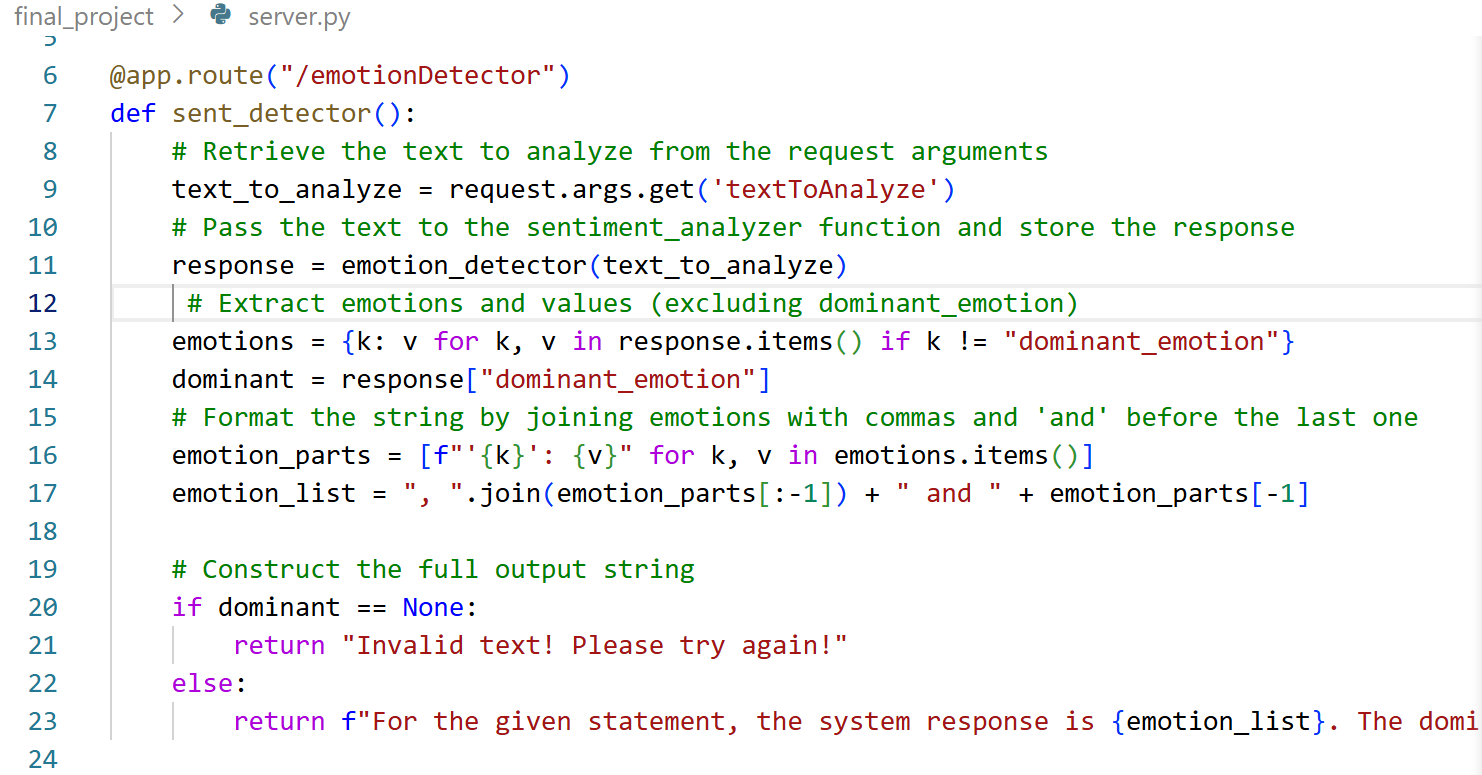 final_project > server.py
5
6 @app.route("/emotionDetector")
7 def sent_detector():
8     # Retrieve the text to analyze from the request arguments
9     text_to_analyze = request.args.get('textToAnalyze')
10     # Pass the text to the sentiment_analyzer function and store the response
11     response = emotion_detector(text_to_analyze)
12      # Extract emotions and values (excluding dominant_emotion)
13     emotions = {k: v for k, v in response.items() if k != "dominant_emotion"}
14     dominant = response["dominant_emotion"]
15     # Format the string by joining emotions with commas and 'and' before the last one
16     emotion_parts = [f"'{k}': {v}" for k, v in emotions.items()]
17     emotion_list = ", ".join(emotion_parts[:-1]) + " and " + emotion_parts[-1]
18
19     # Construct the full output string
20     if dominant == None:
21         return "Invalid text! Please try again!"
22     else:
23         return f"For the given statement, the system response is {emotion_list}. The domi
24